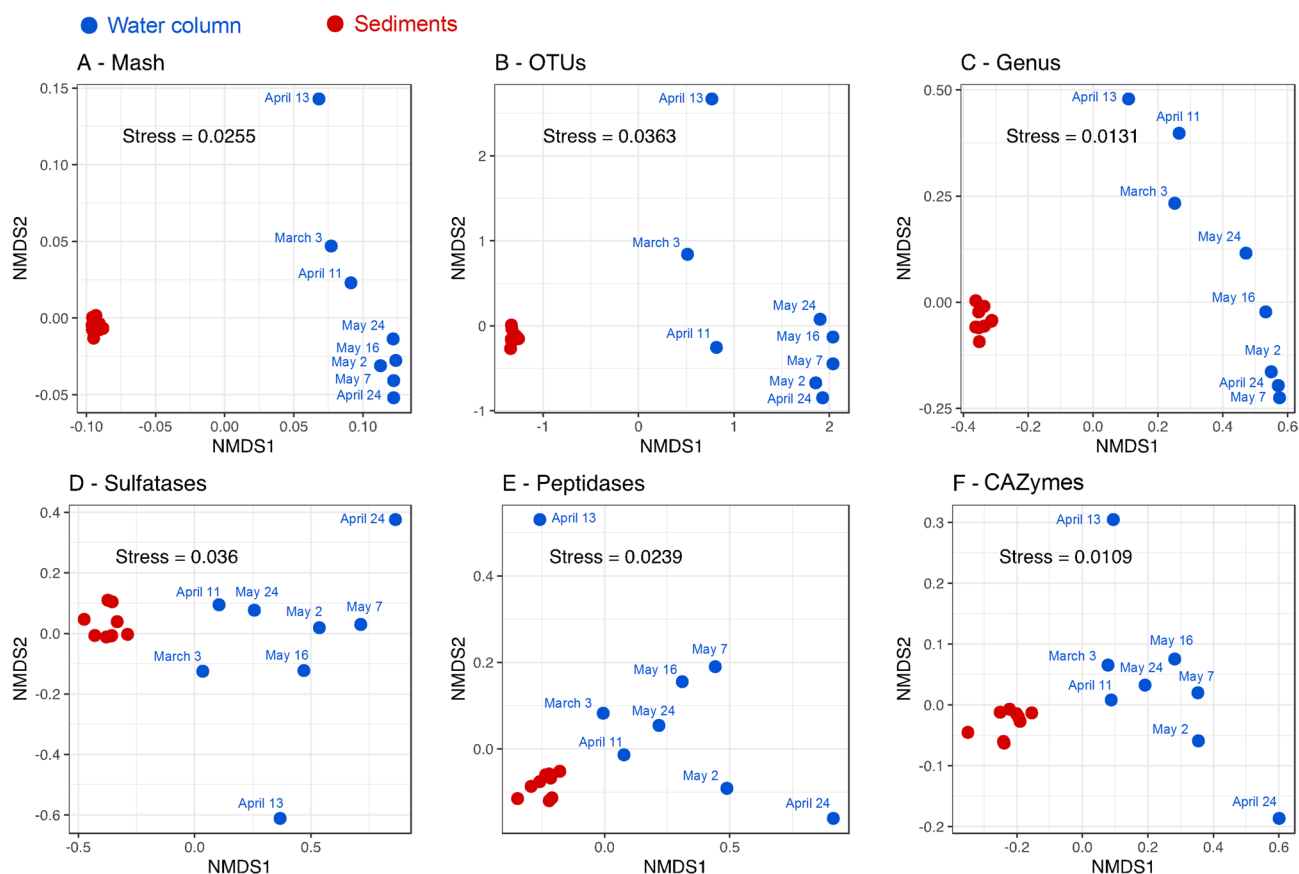 Water column
Sediments
A - Mash
B - OTUs
C - Genus
0.15
0.10
0.05
0.00
-0.05
NMDS2
April 13
Stress = 0.0255
March 3
April 11
May 24
May 16
May 2
May 7
April 24
-0.10
-0.05
0.00
0.05
0.10
NMDS1
2
1
0
-1
NMDS2
April 13
Stress = 0.0363
March 3
May 24
April 11
May 16
May 7
May 2
April 24
-1
0
1
2
NMDS1
0.50
0.25
0.00
-0.25
NMDS2
April 13
April 11
Stress = 0.0131
March 3
May 24
May 16
May 2
April 24
May 7
-0.4
-0.2
0.0
0.2
0.4
0.6
NMDS1
D - Sulfatases
E - Peptidases
F - CAZymes
0.4
0.2
0.0
-0.2
-0.4
-0.6
NMDS2
April 24
Stress = 0.036
April 11
May 24
May 2
May 7
March 3
May 16
April 13
-0.5
0.0
0.5
NMDS1
0.4
0.2
0.0
NMDS2
April 13
Stress = 0.0239
May 7
May 16
March 3
May 24
April 11
May 2
April 24
0.0
0.5
NMDS1
0.3
0.2
0.1
0.0
-0.1
-0.2
NMDS2
April 13
Stress = 0.0109
May 16
March 3
May 24
May 7
April 11
May 2
April 24
-0.2
0.0
0.2
0.4
0.6
NMDS1